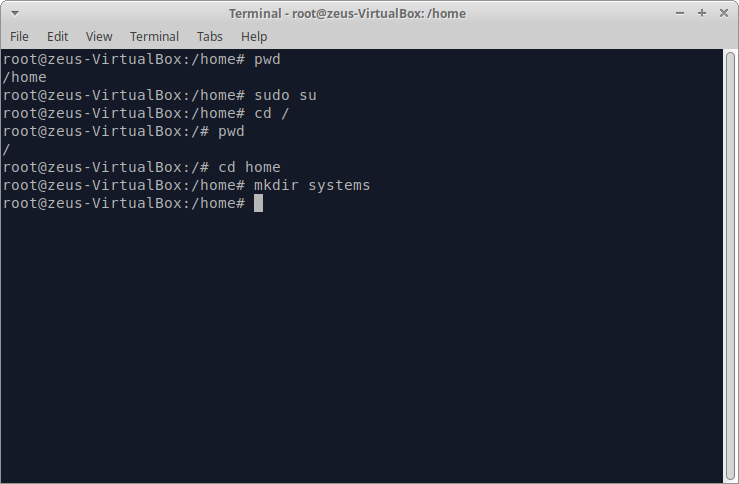 Terminal - root@zeus-VirtualBox: /home
File Edit View Terminal Tabs Help
root@zeus-VirtualBox:/home# pwd
/home
root@zeus-VirtualBox:/home# sudo su
root@zeus-VirtualBox:/home# cd /
root@zeus-VirtualBox:/# pwd
/
root@zeus-VirtualBox:/# cd home
root@zeus-VirtualBox:/home# mkdir systems
root@zeus-VirtualBox:/home#